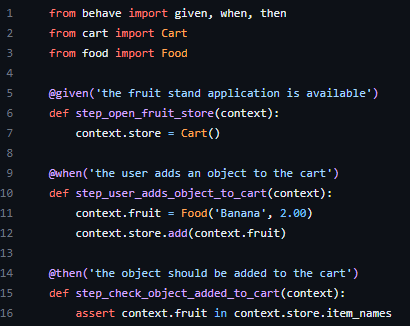 1 from behave import given, when, then
2 from cart import Cart
3 from food import Food
4
5 @given('the fruit stand application is available')
6 def step_open_fruit_store(context):
7     context.store = Cart()
8
9 @when('the user adds an object to the cart')
10 def step_user_adds_object_to_cart(context):
11     context.fruit = Food('Banana', 2.00)
12     context.store.add(context.fruit)
13
14 @then('the object should be added to the cart')
15 def step_check_object_added_to_cart(context):
16     assert context.fruit in context.store.item_names